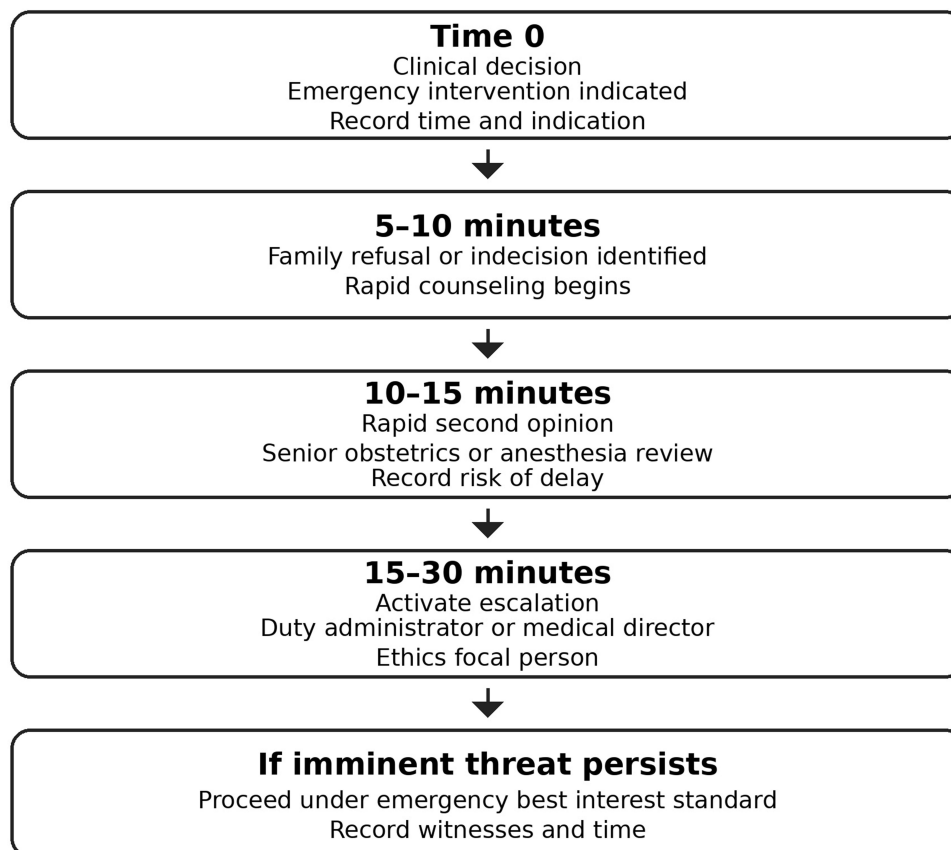 Time 0
Clinical decision
Emergency intervention indicated
Record time and indication
5–10 minutes
Family refusal or indecision identified
Rapid counseling begins
10–15 minutes
Rapid second opinion
Senior obstetrics or anesthesia review
Record risk of delay
15–30 minutes
Activate escalation
Duty administrator or medical director
Ethics focal person
If imminent threat persists
Proceed under emergency best interest standard
Record witnesses and time